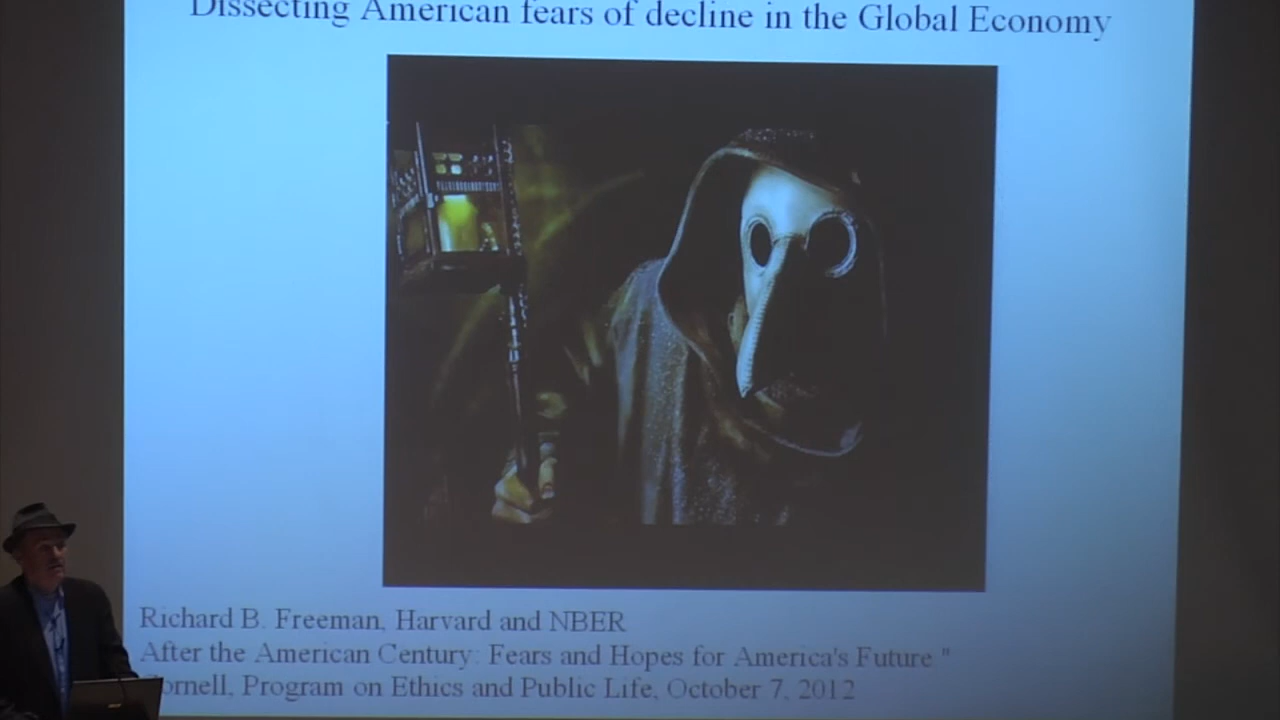 Dissecting American fears of decline in the Global Economy
Richard B. Freeman, Harvard and NBER
After the American Century: Fears and Hopes for America's Future "
Cornell, Program on Ethics and Public Life, October 7, 2012